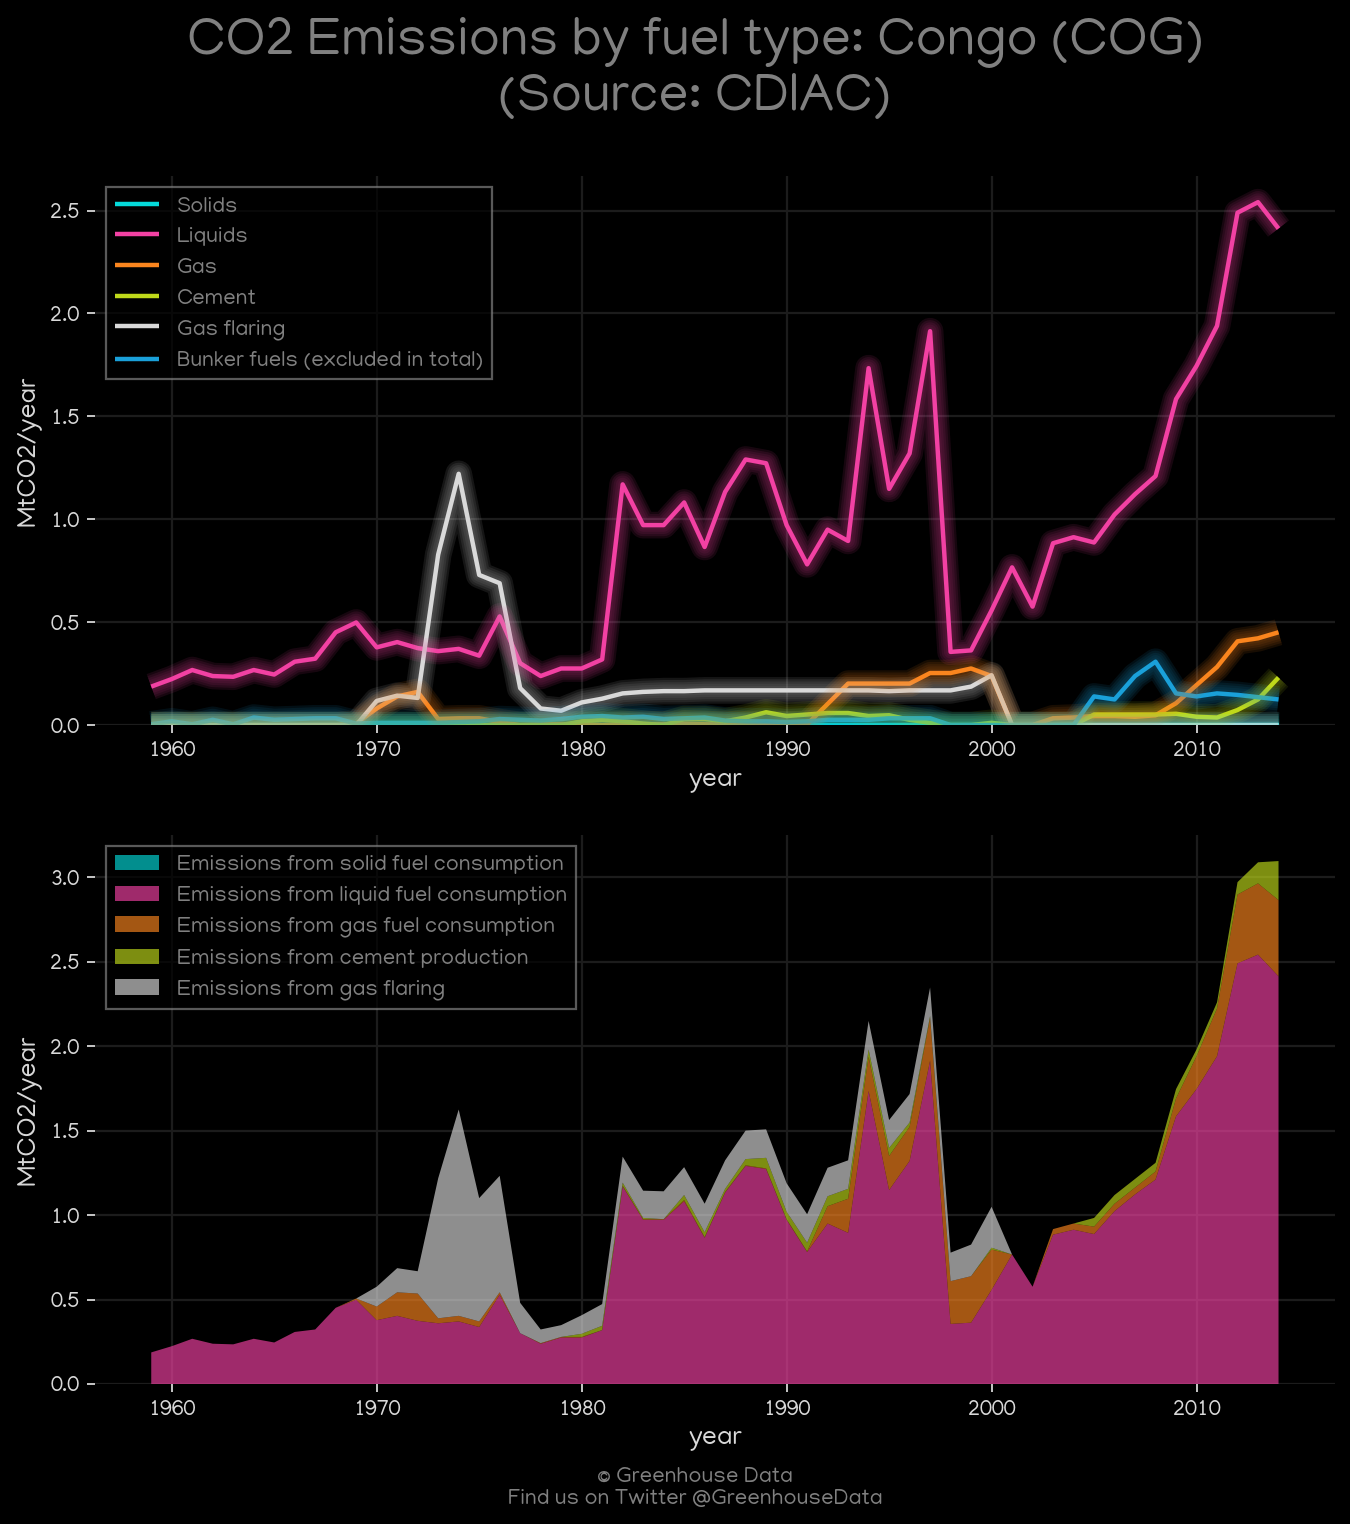 CO2 Emissions by fuel type: Congo (COG)
(Source: CDIAC)
Solids
Liquids
Gas
Cement
Gas flaring
Bunker fuels (excluded in total)
2.5
2.0
1.5
1.0
0.5
0.0
MtCO2/year
1960 1970 1980 1990 2000 2010
year
Emissions from solid fuel consumption
Emissions from liquid fuel consumption
Emissions from gas fuel consumption
Emissions from cement production
Emissions from gas flaring
3.0
2.5
2.0
1.5
1.0
0.5
0.0
MtCO2/year
1960 1970 1980 1990 2000 2010
year
© Greenhouse Data
Find us on Twitter @GreenhouseData